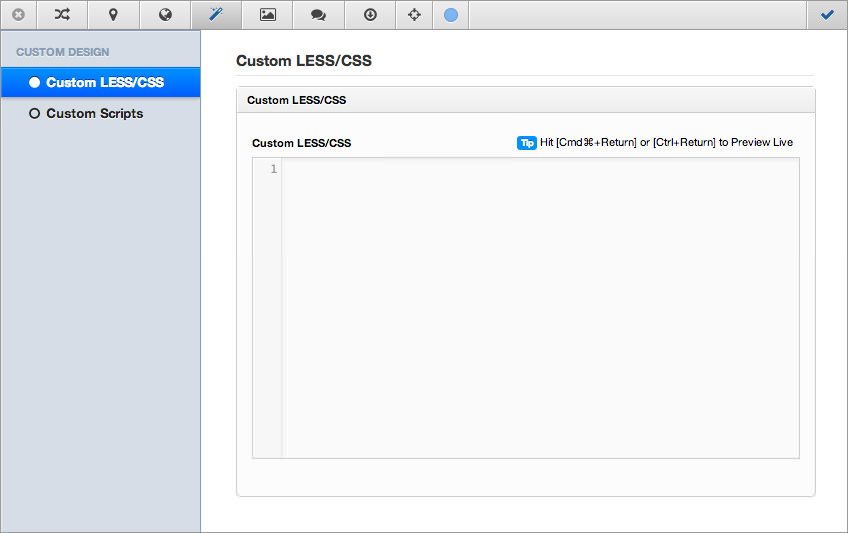 CUSTOM DESIGN
Custom LESS/CSS
Custom Scripts
Custom LESS/CSS
Custom LESS/CSS
Custom LESS/CSS
Tip Hit [Cmd⌘+Return] or [Ctrl+Return] to Preview Live
1